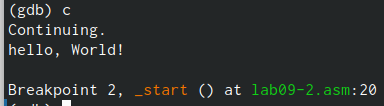 (gdb) c
Continuing.
hello, World!
Breakpoint 2, _start () at lab09-2.asm:20